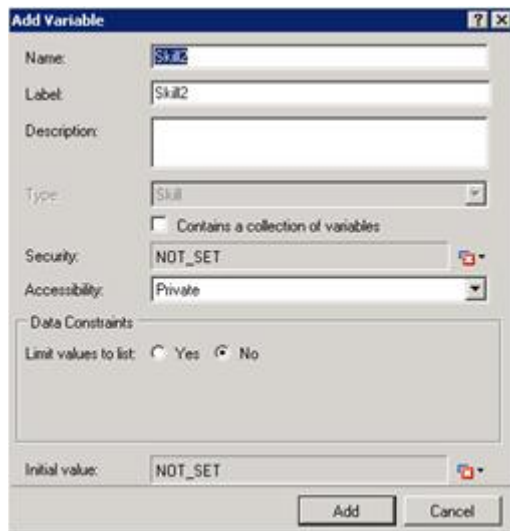 Add Variable
Name: Skill2
Label: Skill2
Description:
Type: Skill
Contains a collection of variables
Security: NOT_SET
Accessibility: Private
Data Constraints
Limit values to list: Yes No
Initial value: NOT_SET
Add Cancel